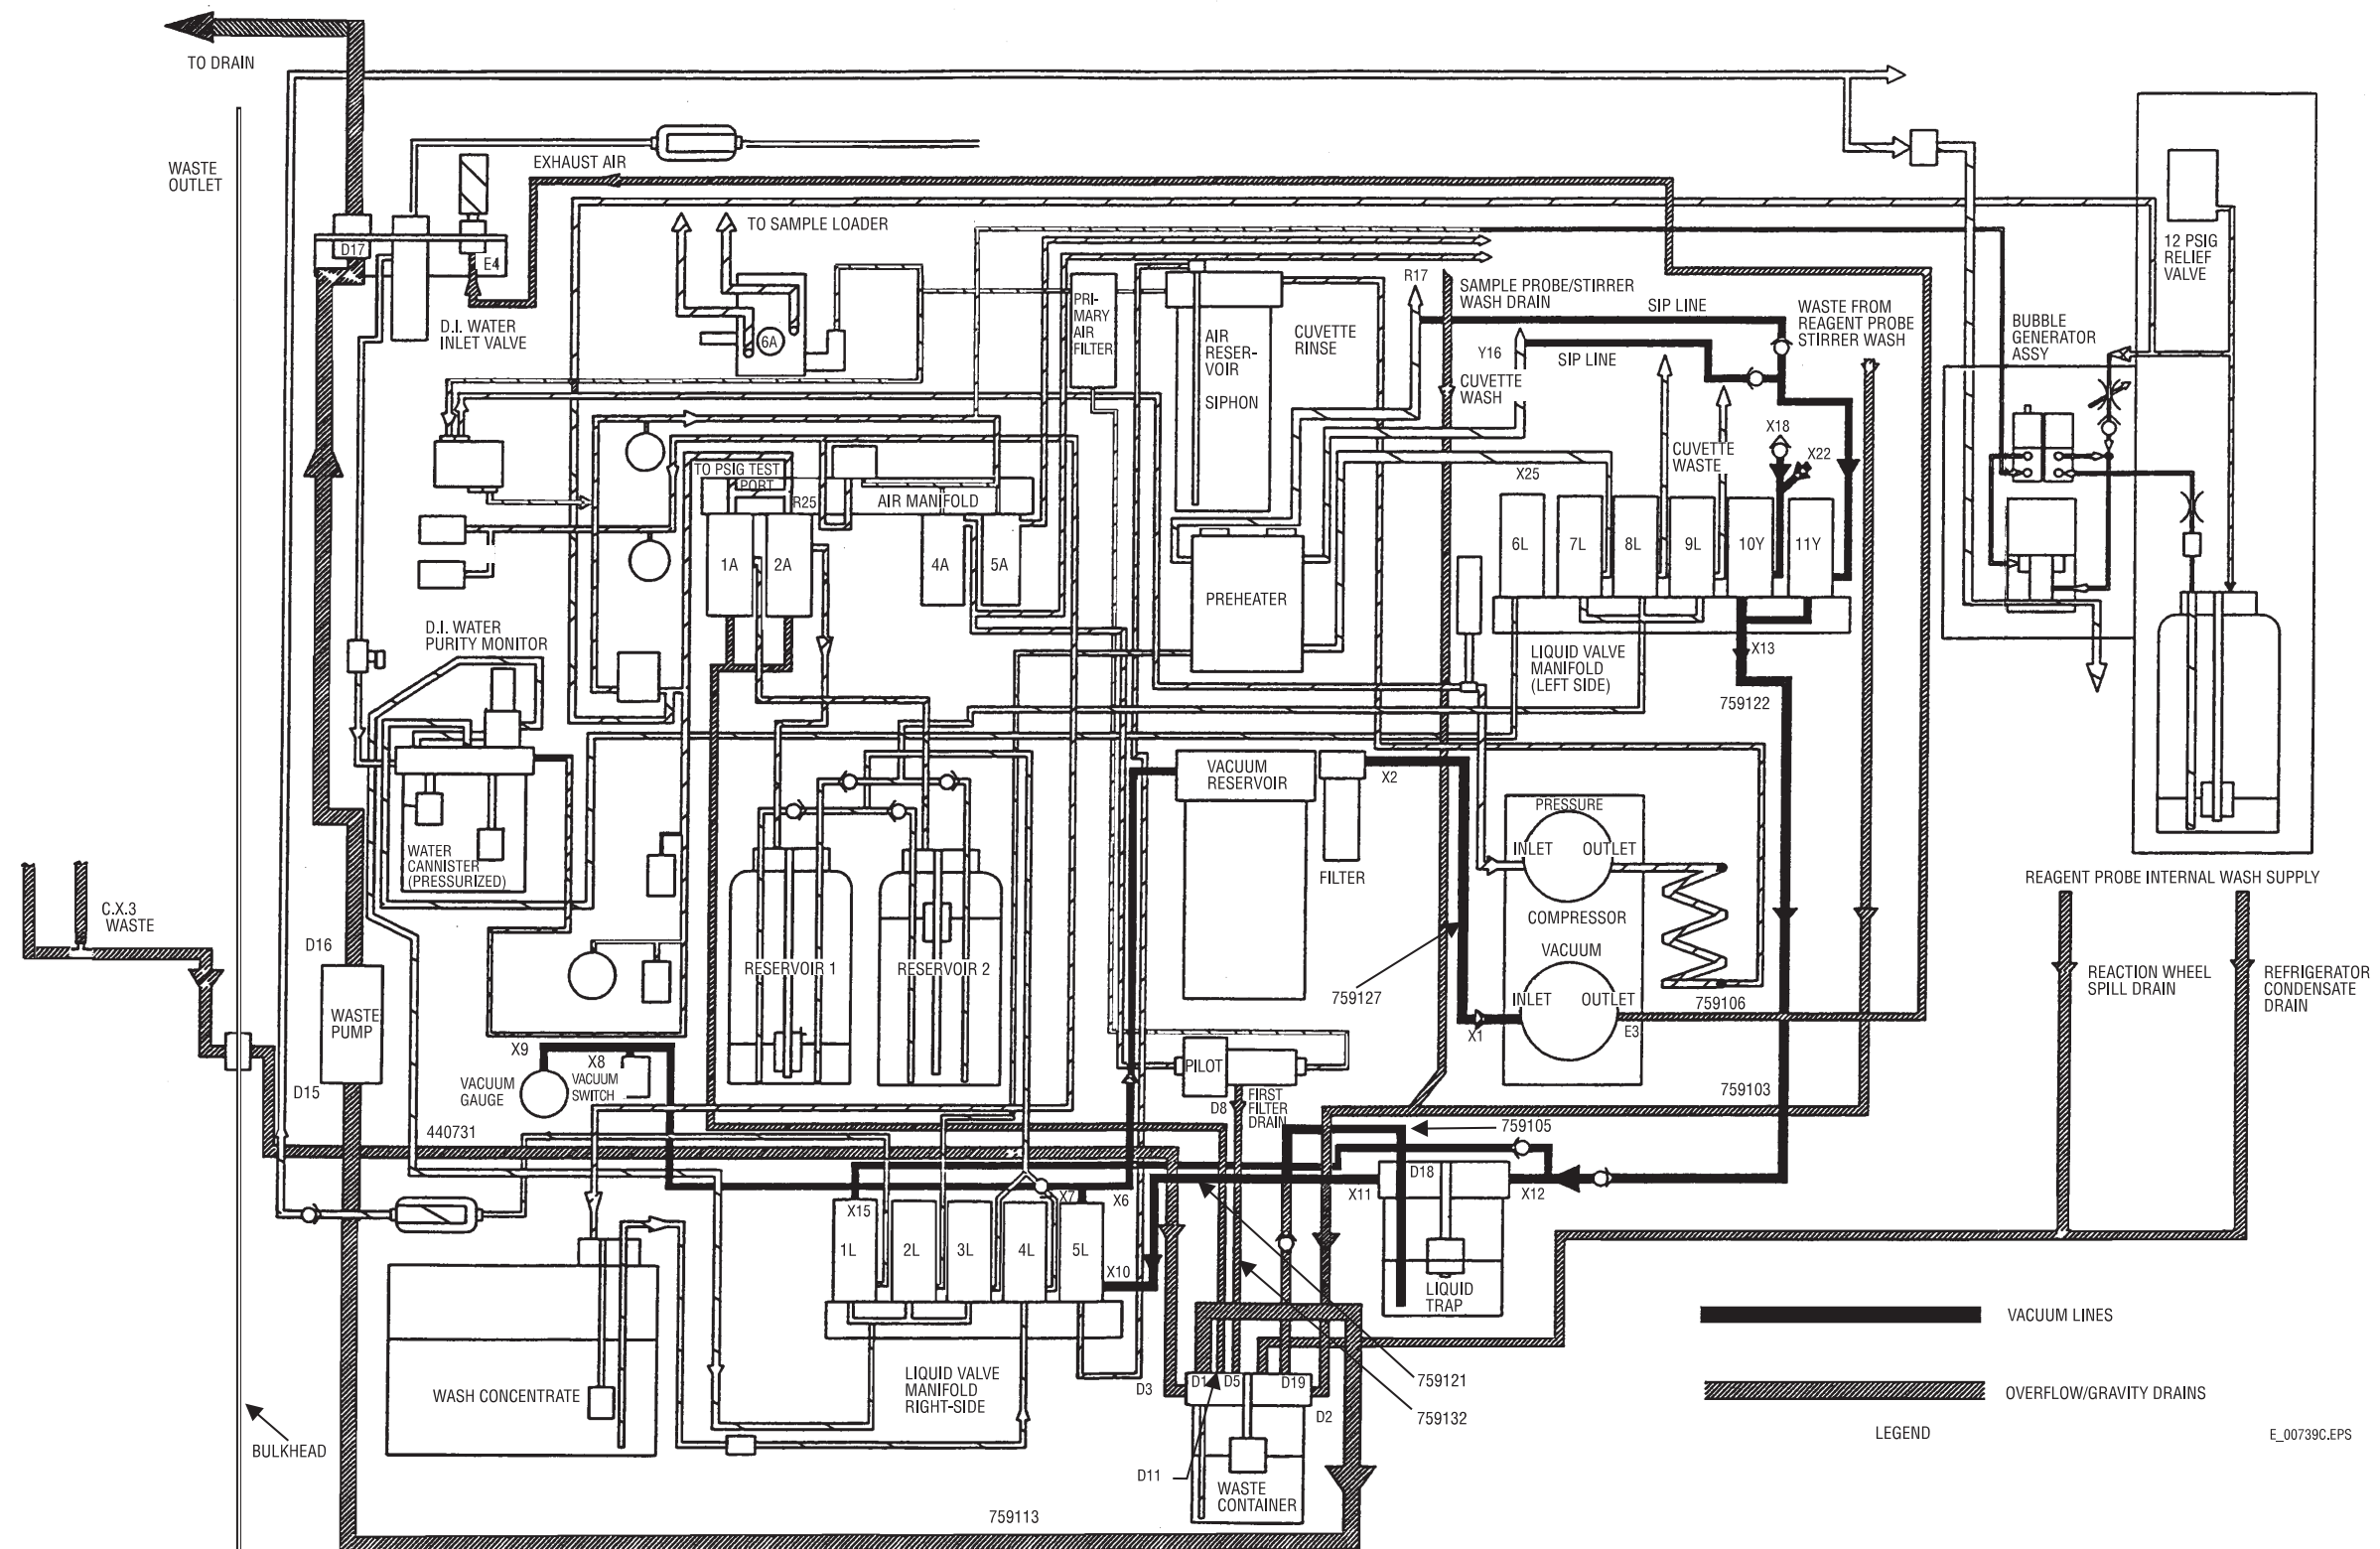 TO DRAIN
WASTE
OUTLET
EXHAUST AIR
TO SAMPLE LOADER
D17
E4
D.I. WATER
INLET VALVE
6A
PRI-
MARY
AIR
FILTER
AIR
RESER-
VOIR
SIPHON
CUVETTE
RINSE
R17
SAMPLE PROBE/STIRRER
WASH DRAIN
SIP LINE
WASTE FROM
REAGENT PROBE
STIRRER WASH
Y16
SIP LINE
CUVETTE
WASH
BUBBLE
GENERATOR
ASSY
12 PSIG
RELIEF
VALVE
X18
X22
CUVETTE
WASTE
X25
TO PSIG TEST
PORT
R25
AIR MANIFOLD
1A
2A
4A
5A
PREHEATER
6L
7L
8L
9L
10Y
11Y
LIQUID VALVE
MANIFOLD
(LEFT SIDE)
X13
759122
D.I. WATER
PURITY MONITOR
WATER
CANNISTER
(PRESSURIZED)
VACUUM
RESERVOIR
X2
FILTER
PRESSURE
INLET
OUTLET
COMPRESSOR
VACUUM
INLET
OUTLET
X1
E3
759127
759106
REAGENT PROBE INTERNAL WASH SUPPLY
REACTION WHEEL
SPILL DRAIN
REFRIGERATOR
CONDENSATE
DRAIN
C.X.3
WASTE
D16
WASTE
PUMP
D15
RESERVOIR 1
RESERVOIR 2
X9
X8
VACUUM
GAUGE
VACUUM
SWITCH
PILOT
D8
FIRST
FILTER
DRAIN
759103
759105
440731
X15
X7
X6
X11
D18
X12
1L
2L
3L
4L
5L
X10
LIQUID
TRAP
WASH CONCENTRATE
LIQUID VALVE
MANIFOLD
RIGHT-SIDE
D3
D1
D5
D19
D2
D11
WASTE
CONTAINER
759121
759132
759113
BULKHEAD
VACUUM LINES
OVERFLOW/GRAVITY DRAINS
LEGEND
E_00739C.EPS